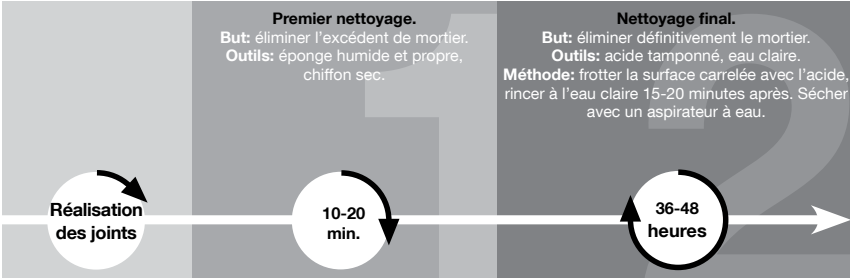 Premier nettoyage.
But: éliminer l'excédent de mortier.
Outils: éponge humide et propre,
chiffon sec.
1
Nettoyage final.
But: éliminer définitivement le mortier.
Outils: acide tamponné, eau claire.
Méthode: frotter la surface carrelée avec l'acide,
rincer à l'eau claire 15-20 minutes après. Sécher
avec un aspirateur à eau.
2
Réalisation
des joints
10-20
min.
36-48
heures